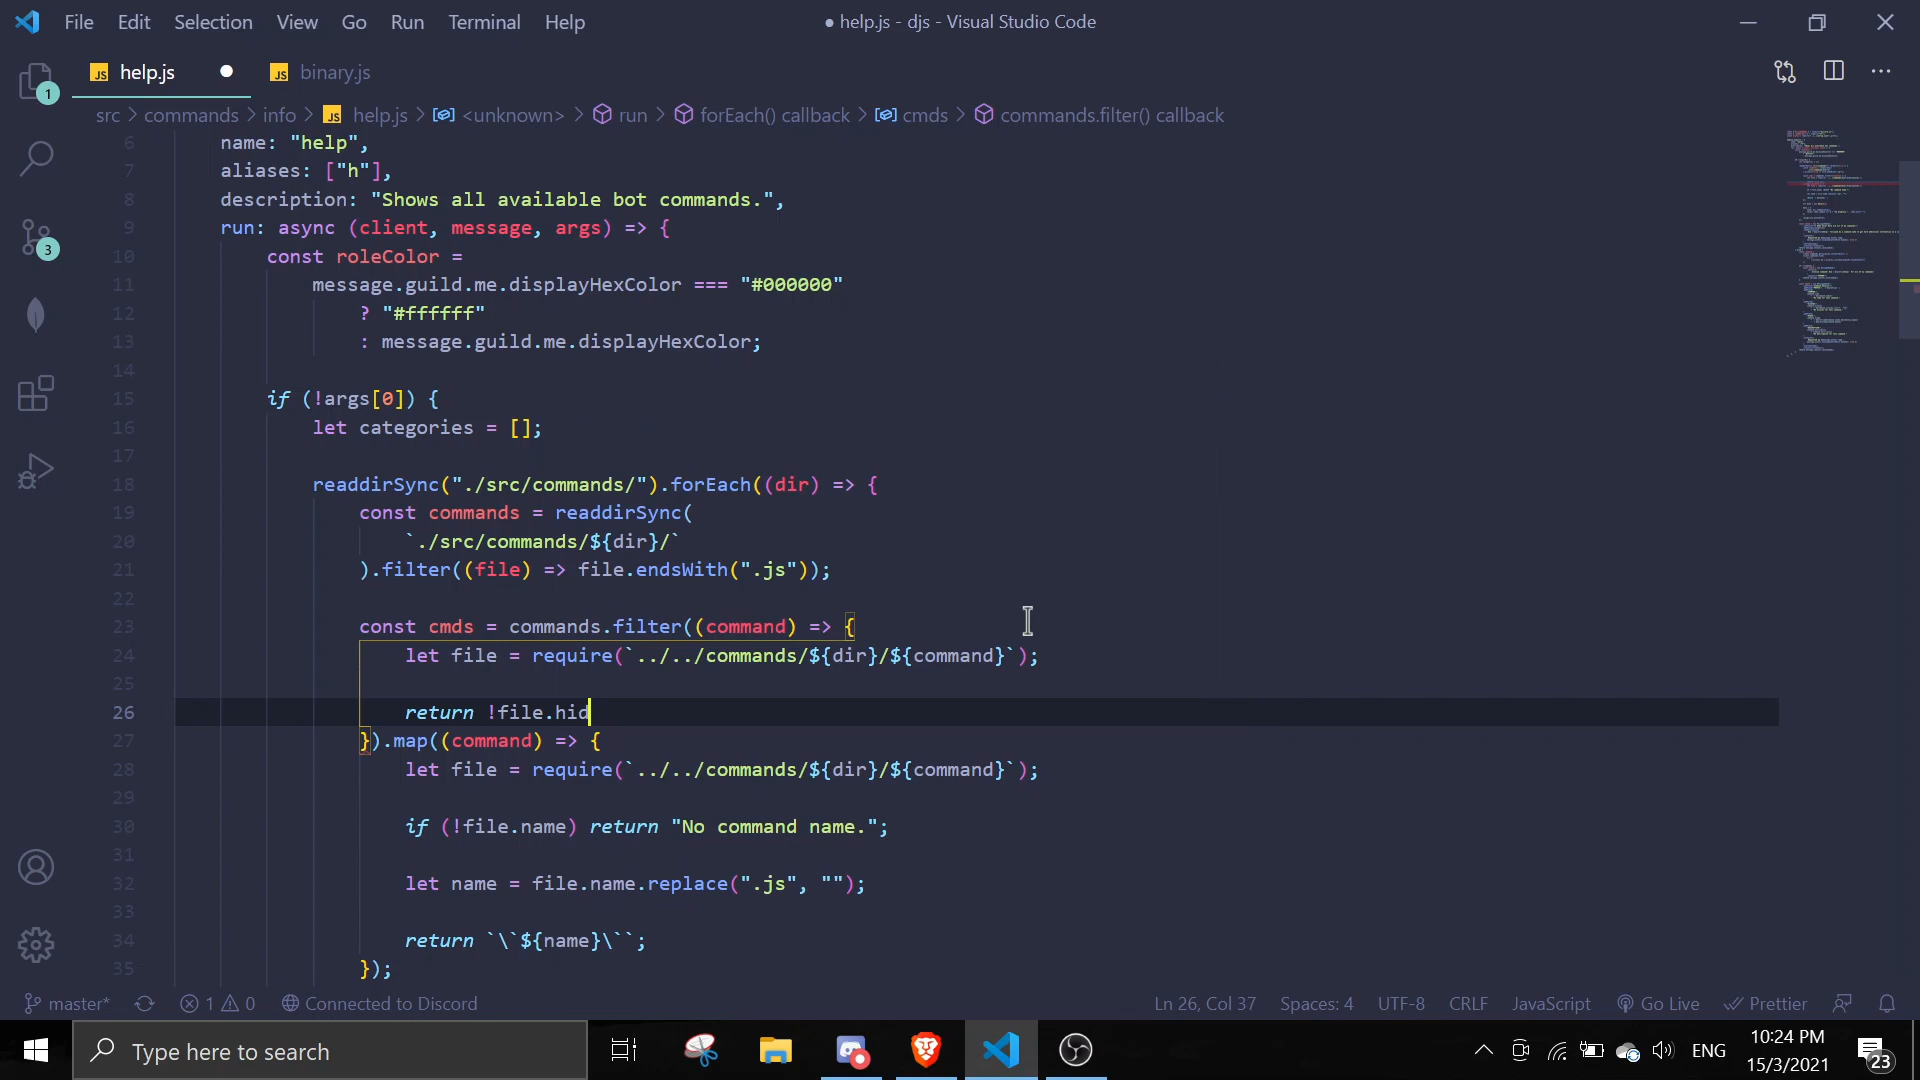 File Edit Selection View Go Run Terminal Help
● help.js - djs - Visual Studio Code
JS help.js
JS binary.js
src > commands > info > JS help.js > <unknown> > run > forEach() callback > cmds > commands.filter() callback
6 name: "help",
7 aliases: ["h"],
8 description: "Shows all available bot commands.",
9 run: async (client, message, args) => {
10 const roleColor =
11 message.guild.me.displayHexColor === "#000000"
12 ? "#ffffff"
13 : message.guild.me.displayHexColor;
14
15 if (!args[0]) {
16 let categories = [];
17
18 readdirSync("./src/commands/").forEach((dir) => {
19 const commands = readdirSync(
20 `./src/commands/${dir}/`
21 ).filter((file) => file.endsWith(".js"));
22
23 const cmds = commands.filter((command) => {
24 let file = require(`../../commands/${dir}/${command}`);
25
26 return !file.hid
27 }).map((command) => {
28 let file = require(`../../commands/${dir}/${command}`);
29
30 if (!file.name) return "No command name.";
31
32 let name = file.name.replace(".js", "");
33
34 return `\`${name}\``;
35 });
1
3
master* 1 0 Connected to Discord
Ln 26, Col 37 Spaces: 4 UTF-8 CRLF JavaScript Go Live Prettier
Type here to search
ENG
10:24 PM
15/3/2021
23